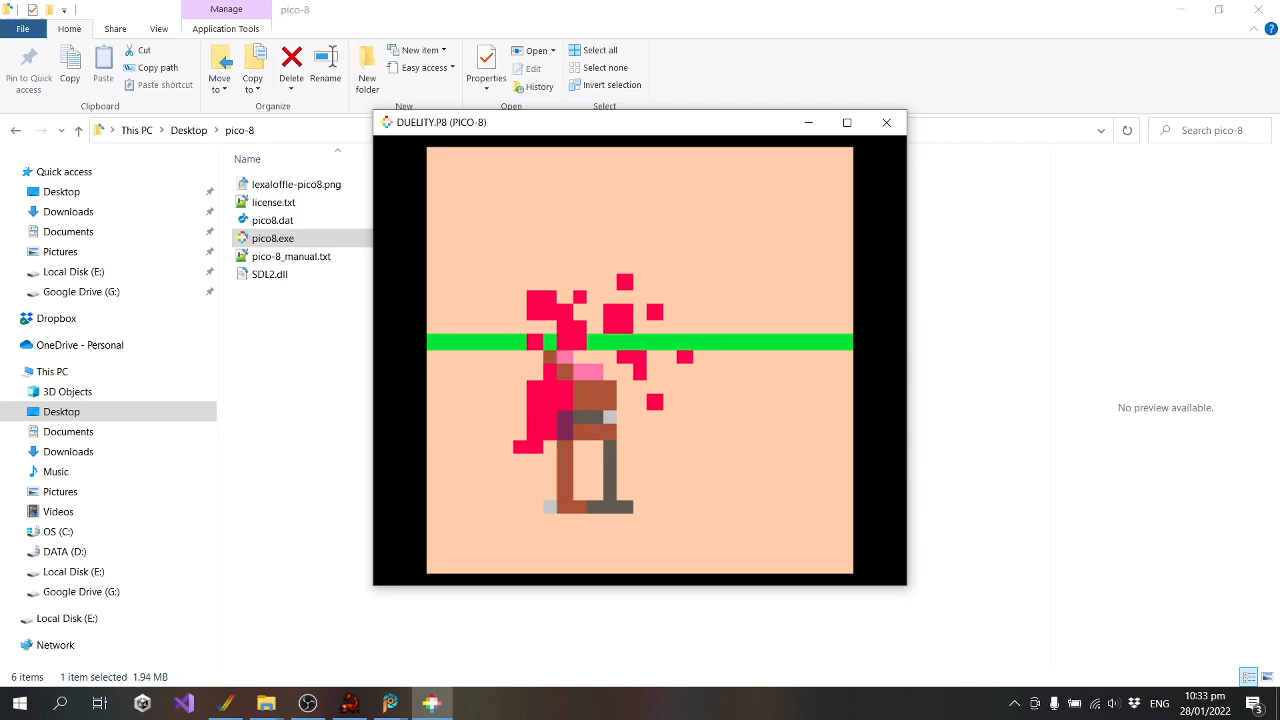 Manage
pico-8
File
Home
Share
View
Application Tools
Pin to Quick access
Copy
Paste
Cut
Copy path
Paste shortcut
Clipboard
Move to
Copy to
Delete
Rename
Organize
New folder
New item
Easy access
New
Properties
Open
Edit
History
Open
Select all
Select none
Invert selection
Select
This PC
Desktop
pico-8
Search pico-8
DUELITY.P8 (PICO-8)
Quick access
Desktop
Downloads
Documents
Pictures
Local Disk (E:)
Google Drive (G:)
Dropbox
OneDrive - Personal
This PC
3D Objects
Desktop
Documents
Downloads
Music
Pictures
Videos
OS (C:)
DATA (D:)
Local Disk (E:)
Google Drive (G:)
Local Disk (E:)
Network
Name
lexaloffle-pico8.png
license.txt
pico8.dat
pico8.exe
pico-8_manual.txt
SDL2.dll
No preview available.
6 items
1 item selected 1.94 MB
ENG
10:33 pm
28/01/2022
3